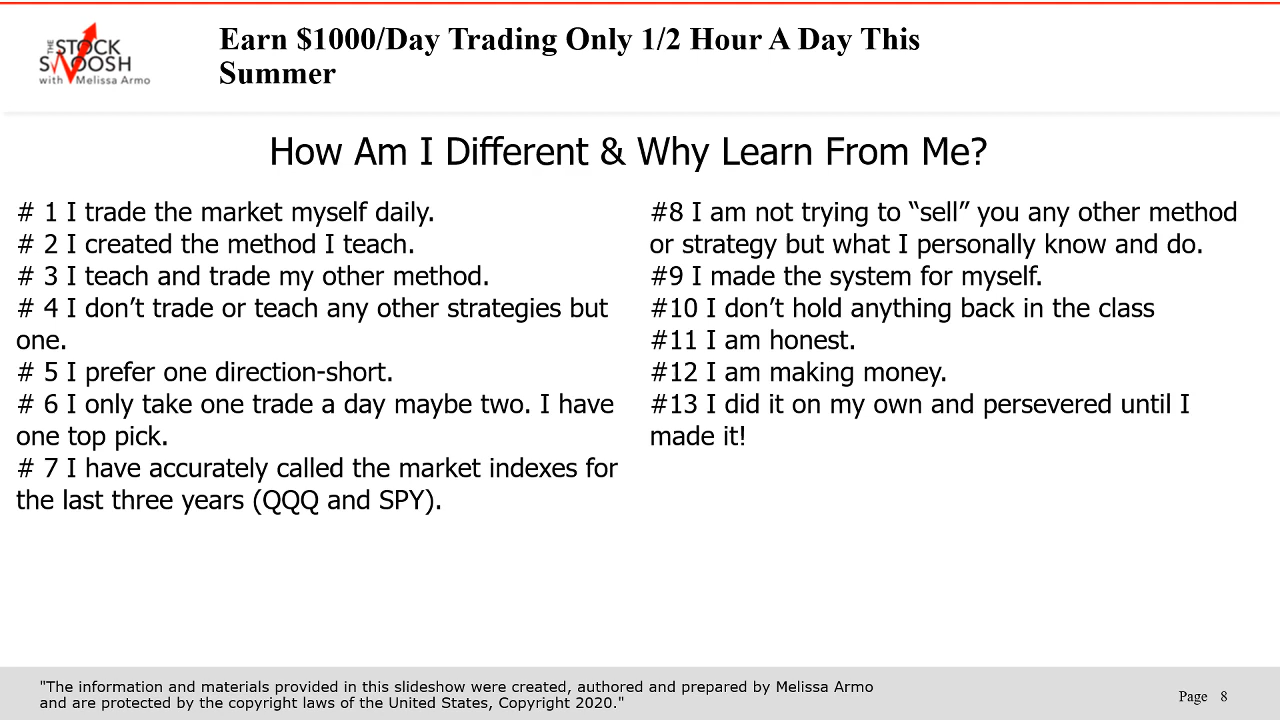 THE STOCK
SWOOSH
with Melissa Armo
Earn $1000/Day Trading Only 1/2 Hour A Day This
Summer
How Am I Different & Why Learn From Me?
# 1 I trade the market myself daily.
# 2 I created the method I teach.
# 3 I teach and trade my other method.
# 4 I don’t trade or teach any other strategies but
one.
# 5 I prefer one direction-short.
# 6 I only take one trade a day maybe two. I have
one top pick.
# 7 I have accurately called the market indexes for
the last three years (QQQ and SPY).
#8 I am not trying to “sell” you any other method
or strategy but what I personally know and do.
#9 I made the system for myself.
#10 I don’t hold anything back in the class
#11 I am honest.
#12 I am making money.
#13 I did it on my own and persevered until I
made it!
"The information and materials provided in this slideshow were created, authored and prepared by Melissa Armo
and are protected by the copyright laws of the United States, Copyright 2020."
Page 8